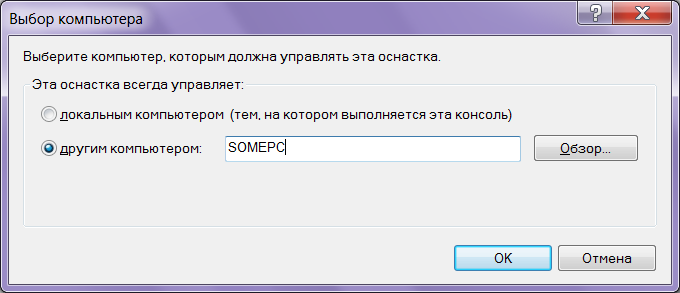 Выбор компьютера
?
Выберите компьютер, которым должна управлять эта оснастка.
Эта оснастка всегда управляет:
локальным компьютером (тем, на котором выполняется эта консоль)
другим компьютером: SOMEPC Обзор...
OK Отмена